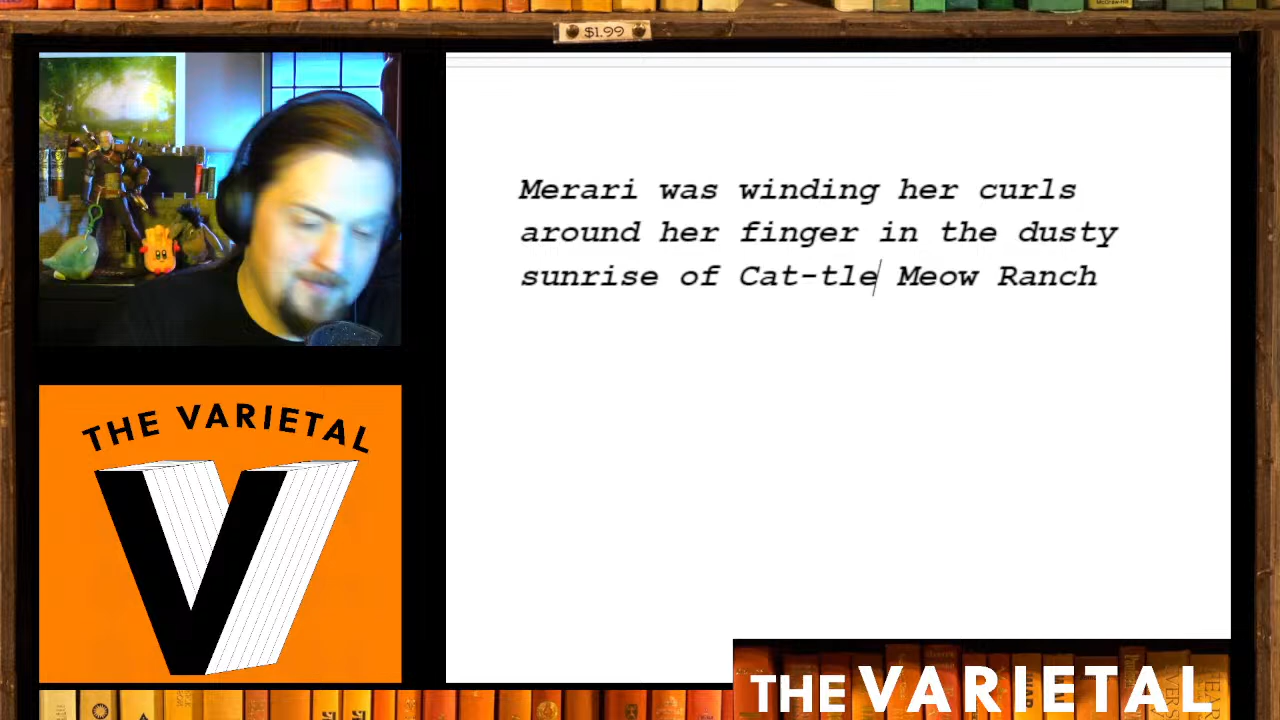 $1.99
Merari was winding her curls
around her finger in the dusty
sunrise of Cat-tle Meow Ranch
THE VARIETAL
V
THE VARIETAL